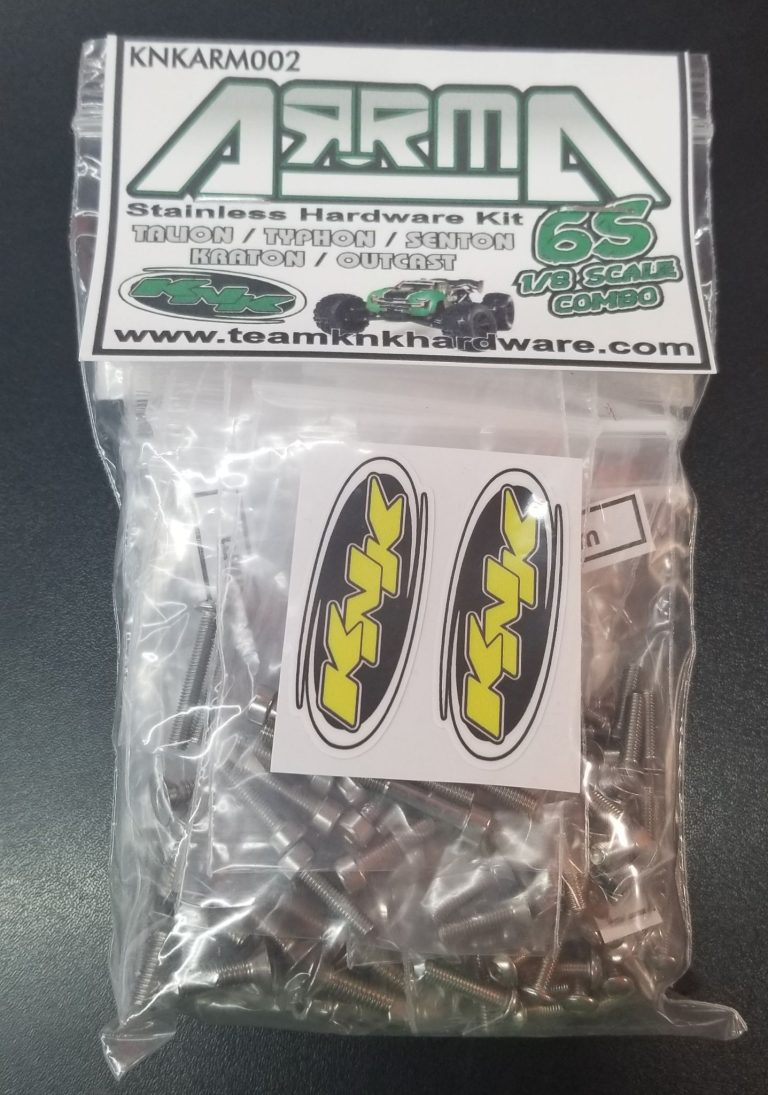 KNKARM002
ARRMA
Stainless Hardware Kit
TALION / TYPHON / SENTON
KRATON / OUTCAST
6S
1/8 SCALE
COMBO
KNK
www.teamknkhardware.com
KNK
KNK